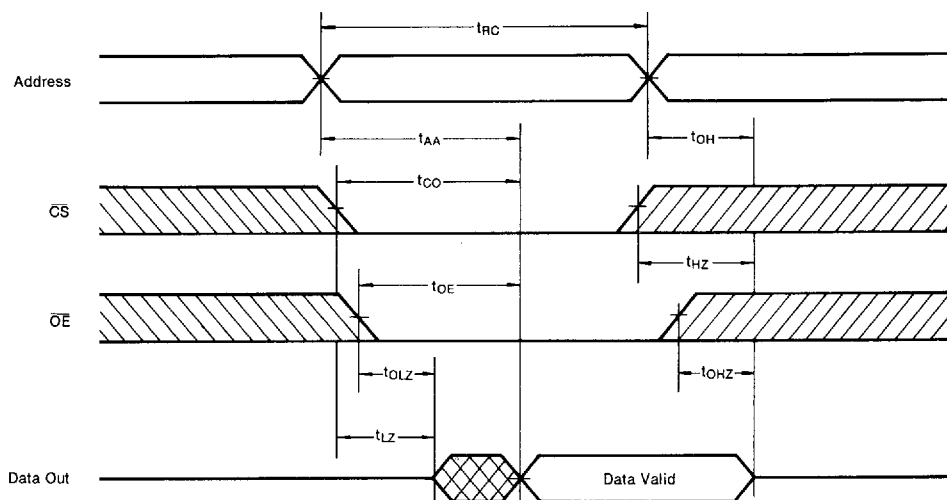 tRC
Address
tAA
tOH
tCO
CS
tHZ
tOE
OE
tOLZ
tOHZ
tLZ
Data Out
Data Valid